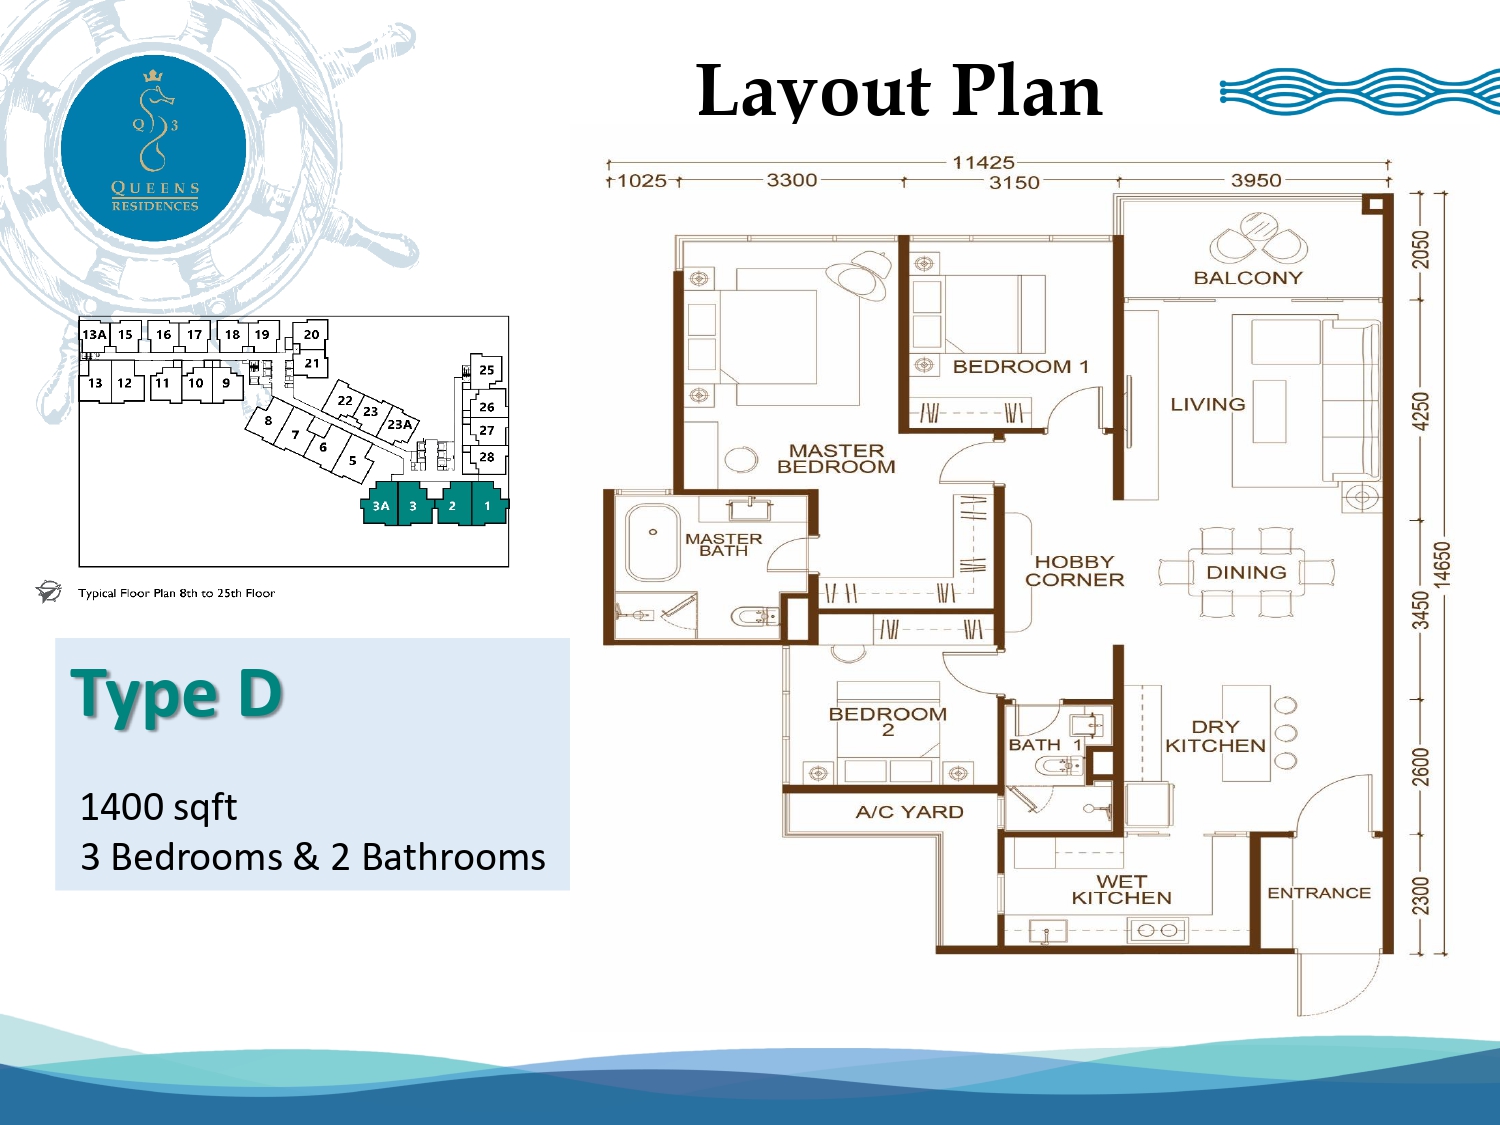 Layout Plan
Q 3
QUEENS
RESIDENCES
11425
1025
3300
3150
3950
2050
4250
3450
2600
2300
14650
BALCONY
BEDROOM 1
LIVING
MASTER
BEDROOM
MASTER
BATH
HOBBY
CORNER
DINING
BEDROOM
2
BATH 1
DRY
KITCHEN
A/C YARD
WET
KITCHEN
ENTRANCE
13A 15 16 17 18 19 20
21
13 12 11 10 9
25
22 23 23A
26
8 7 6 5
27
28
3A 3 2 1
Typical Floor Plan 8th to 25th Floor
Type D
1400 sqft
3 Bedrooms & 2 Bathrooms